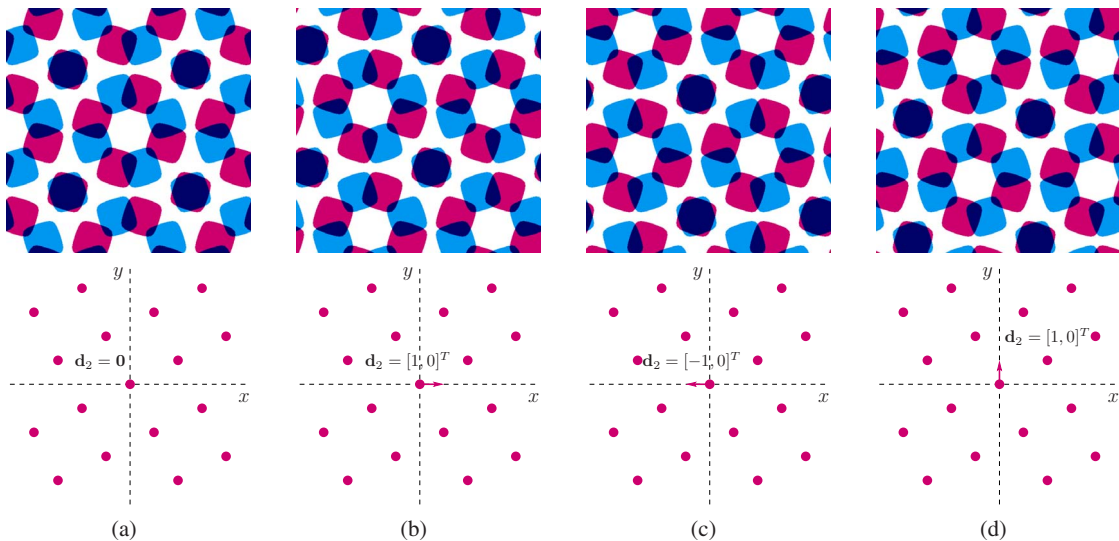 y y y y
d₂ = 0 d₂ = [1, 0]ᵀ d₂ = [−1, 0]ᵀ d₂ = [1, 0]ᵀ
x x x x
(a) (b) (c) (d)